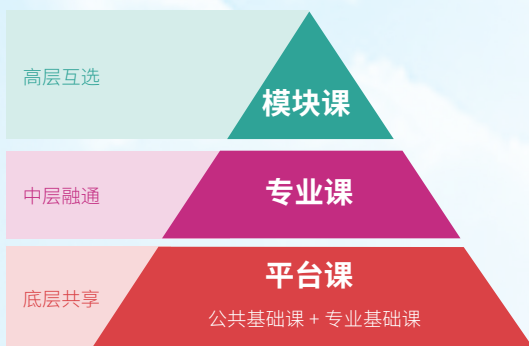 高层互选
模块课
中层融通
专业课
底层共享
平台课
公共基础课 + 专业基础课